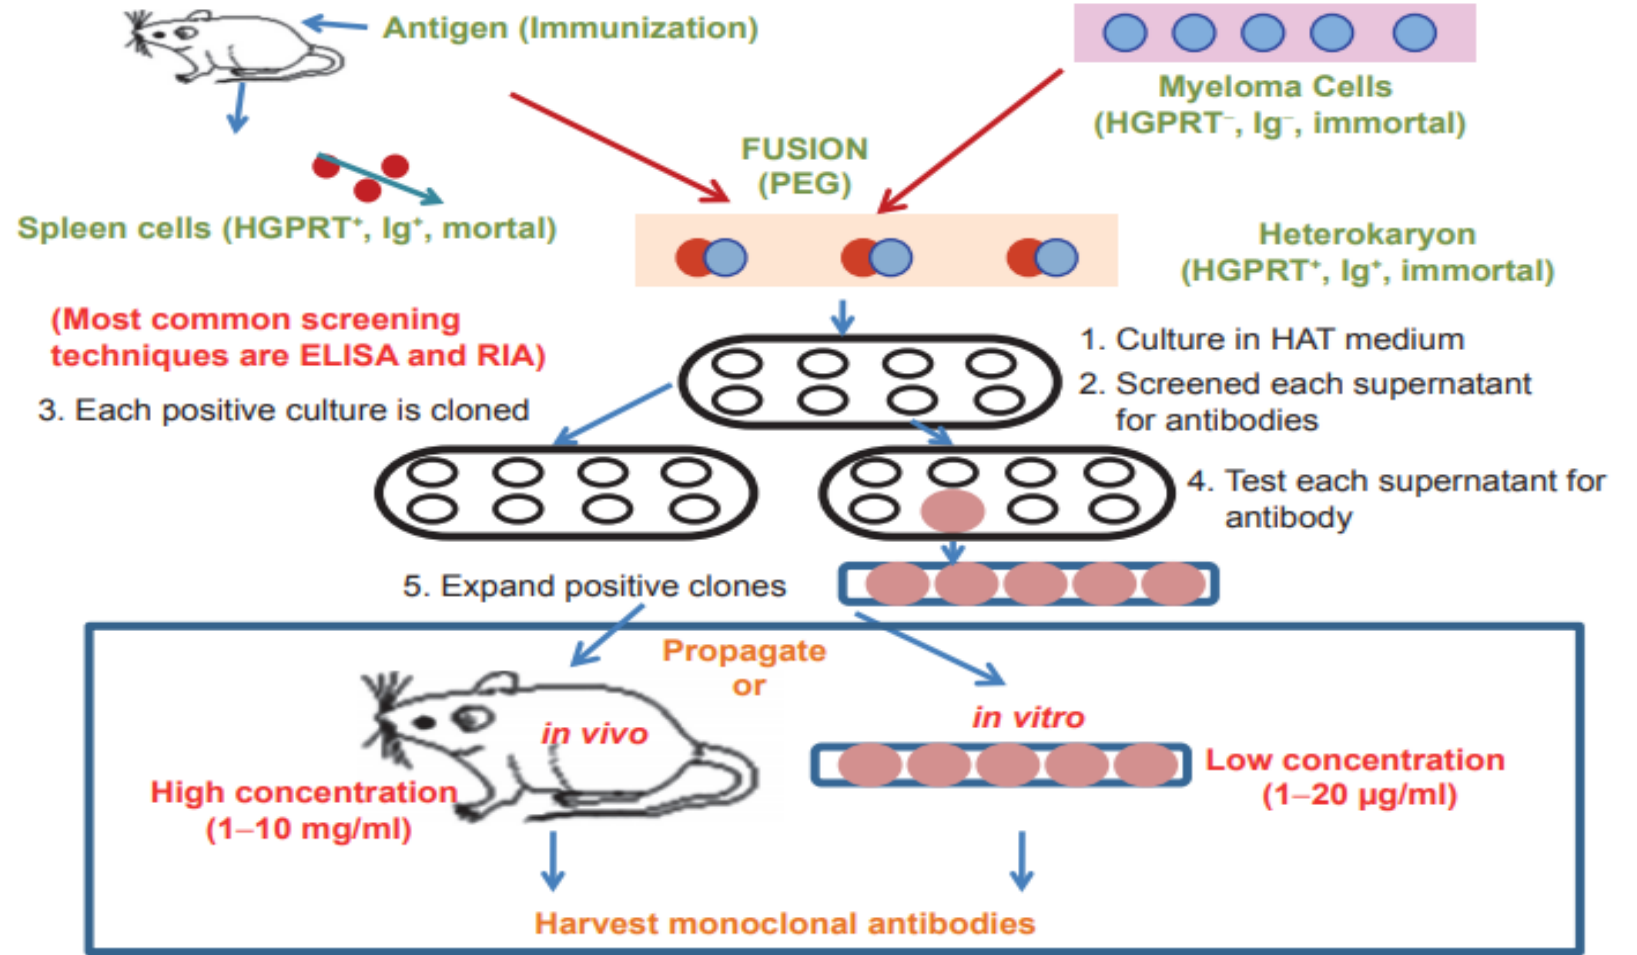 Antigen (Immunization)
Myeloma Cells
(HGPRT⁻, Ig⁻, immortal)
FUSION
(PEG)
Spleen cells (HGPRT⁺, Ig⁺, mortal)
Heterokaryon
(HGPRT⁺, Ig⁺, immortal)
(Most common screening
techniques are ELISA and RIA)
1. Culture in HAT medium
2. Screened each supernatant
for antibodies
3. Each positive culture is cloned
4. Test each supernatant for
antibody
5. Expand positive clones
Propagate
or
in vivo
in vitro
High concentration
(1–10 mg/ml)
Low concentration
(1–20 µg/ml)
Harvest monoclonal antibodies